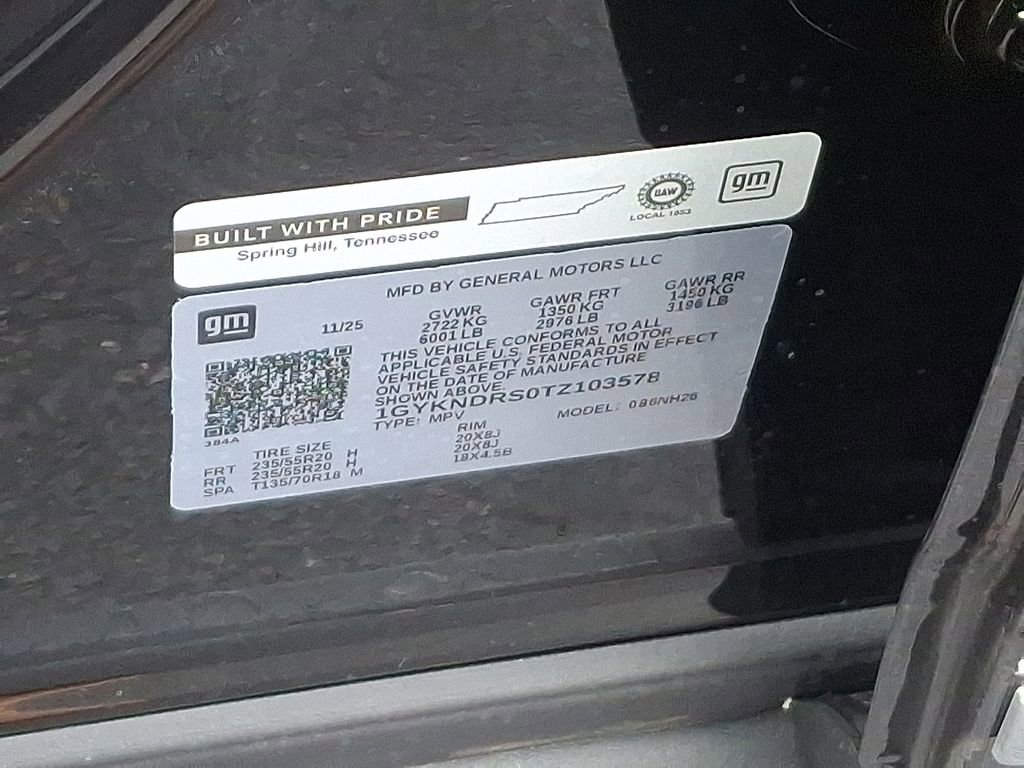 BUILT WITH PRIDE
Spring Hill, Tennessee
UAW
LOCAL 1853
gm
MFD BY GENERAL MOTORS LLC
gm
11/25
GVWR
2722 KG
6001 LB
GAWR FRT
1350 KG
2976 LB
GAWR RR
1450 KG
3196 LB
THIS VEHICLE CONFORMS TO ALL
APPLICABLE U.S. FEDERAL MOTOR
VEHICLE SAFETY STANDARDS IN EFFECT
ON THE DATE OF MANUFACTURE
SHOWN ABOVE.
1GYKNDRS0TZ103578
TYPE: MPV
MODEL: 086NH26
384A
TIRE SIZE
RIM
FRT 235/55R20 H 20X8J
RR 235/55R20 H 20X8J
SPA T135/70R18 M 18X4.5B